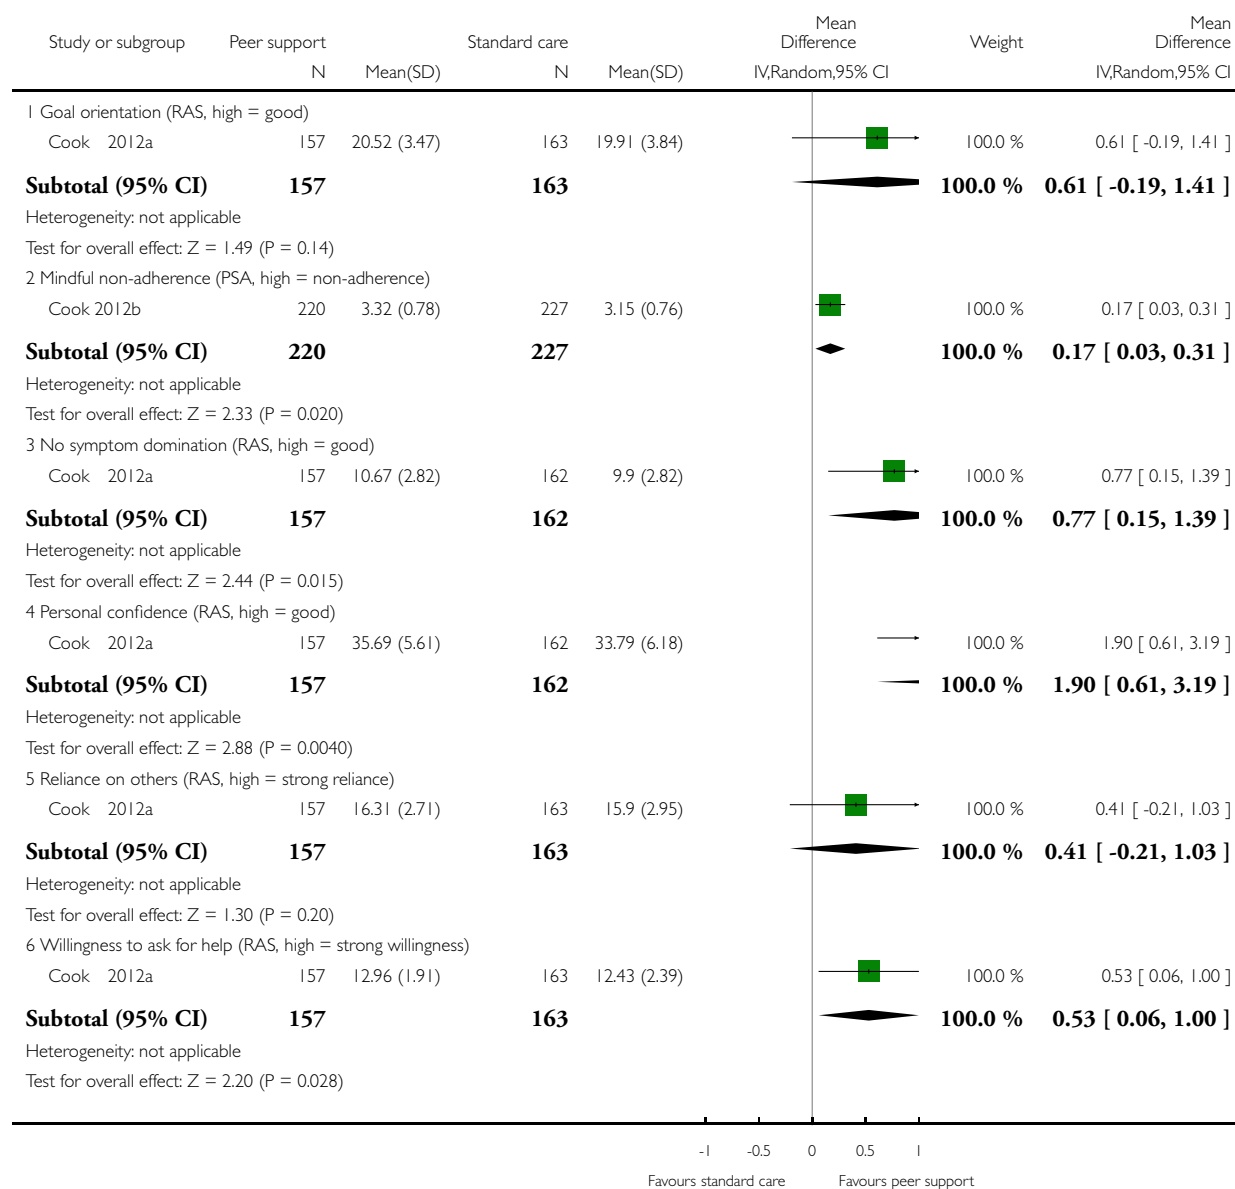 Study or subgroup Peer support Standard care Mean Difference Weight Mean Difference
N Mean(SD) N Mean(SD) IV,Random,95% CI IV,Random,95% CI
1 Goal orientation (RAS, high = good)
Cook 2012a 157 20.52 (3.47) 163 19.91 (3.84) 100.0 % 0.61 [ -0.19, 1.41 ]
Subtotal (95% CI) 157 163 100.0 % 0.61 [ -0.19, 1.41 ]
Heterogeneity: not applicable
Test for overall effect: Z = 1.49 (P = 0.14)
2 Mindful non-adherence (PSA, high = non-adherence)
Cook 2012b 220 3.32 (0.78) 227 3.15 (0.76) 100.0 % 0.17 [ 0.03, 0.31 ]
Subtotal (95% CI) 220 227 100.0 % 0.17 [ 0.03, 0.31 ]
Heterogeneity: not applicable
Test for overall effect: Z = 2.33 (P = 0.020)
3 No symptom domination (RAS, high = good)
Cook 2012a 157 10.67 (2.82) 162 9.9 (2.82) 100.0 % 0.77 [ 0.15, 1.39 ]
Subtotal (95% CI) 157 162 100.0 % 0.77 [ 0.15, 1.39 ]
Heterogeneity: not applicable
Test for overall effect: Z = 2.44 (P = 0.015)
4 Personal confidence (RAS, high = good)
Cook 2012a 157 35.69 (5.61) 162 33.79 (6.18) 100.0 % 1.90 [ 0.61, 3.19 ]
Subtotal (95% CI) 157 162 100.0 % 1.90 [ 0.61, 3.19 ]
Heterogeneity: not applicable
Test for overall effect: Z = 2.88 (P = 0.0040)
5 Reliance on others (RAS, high = strong reliance)
Cook 2012a 157 16.31 (2.71) 163 15.9 (2.95) 100.0 % 0.41 [ -0.21, 1.03 ]
Subtotal (95% CI) 157 163 100.0 % 0.41 [ -0.21, 1.03 ]
Heterogeneity: not applicable
Test for overall effect: Z = 1.30 (P = 0.20)
6 Willingness to ask for help (RAS, high = strong willingness)
Cook 2012a 157 12.96 (1.91) 163 12.43 (2.39) 100.0 % 0.53 [ 0.06, 1.00 ]
Subtotal (95% CI) 157 163 100.0 % 0.53 [ 0.06, 1.00 ]
Heterogeneity: not applicable
Test for overall effect: Z = 2.20 (P = 0.028)
-1 -0.5 0 0.5 1
Favours standard care Favours peer support